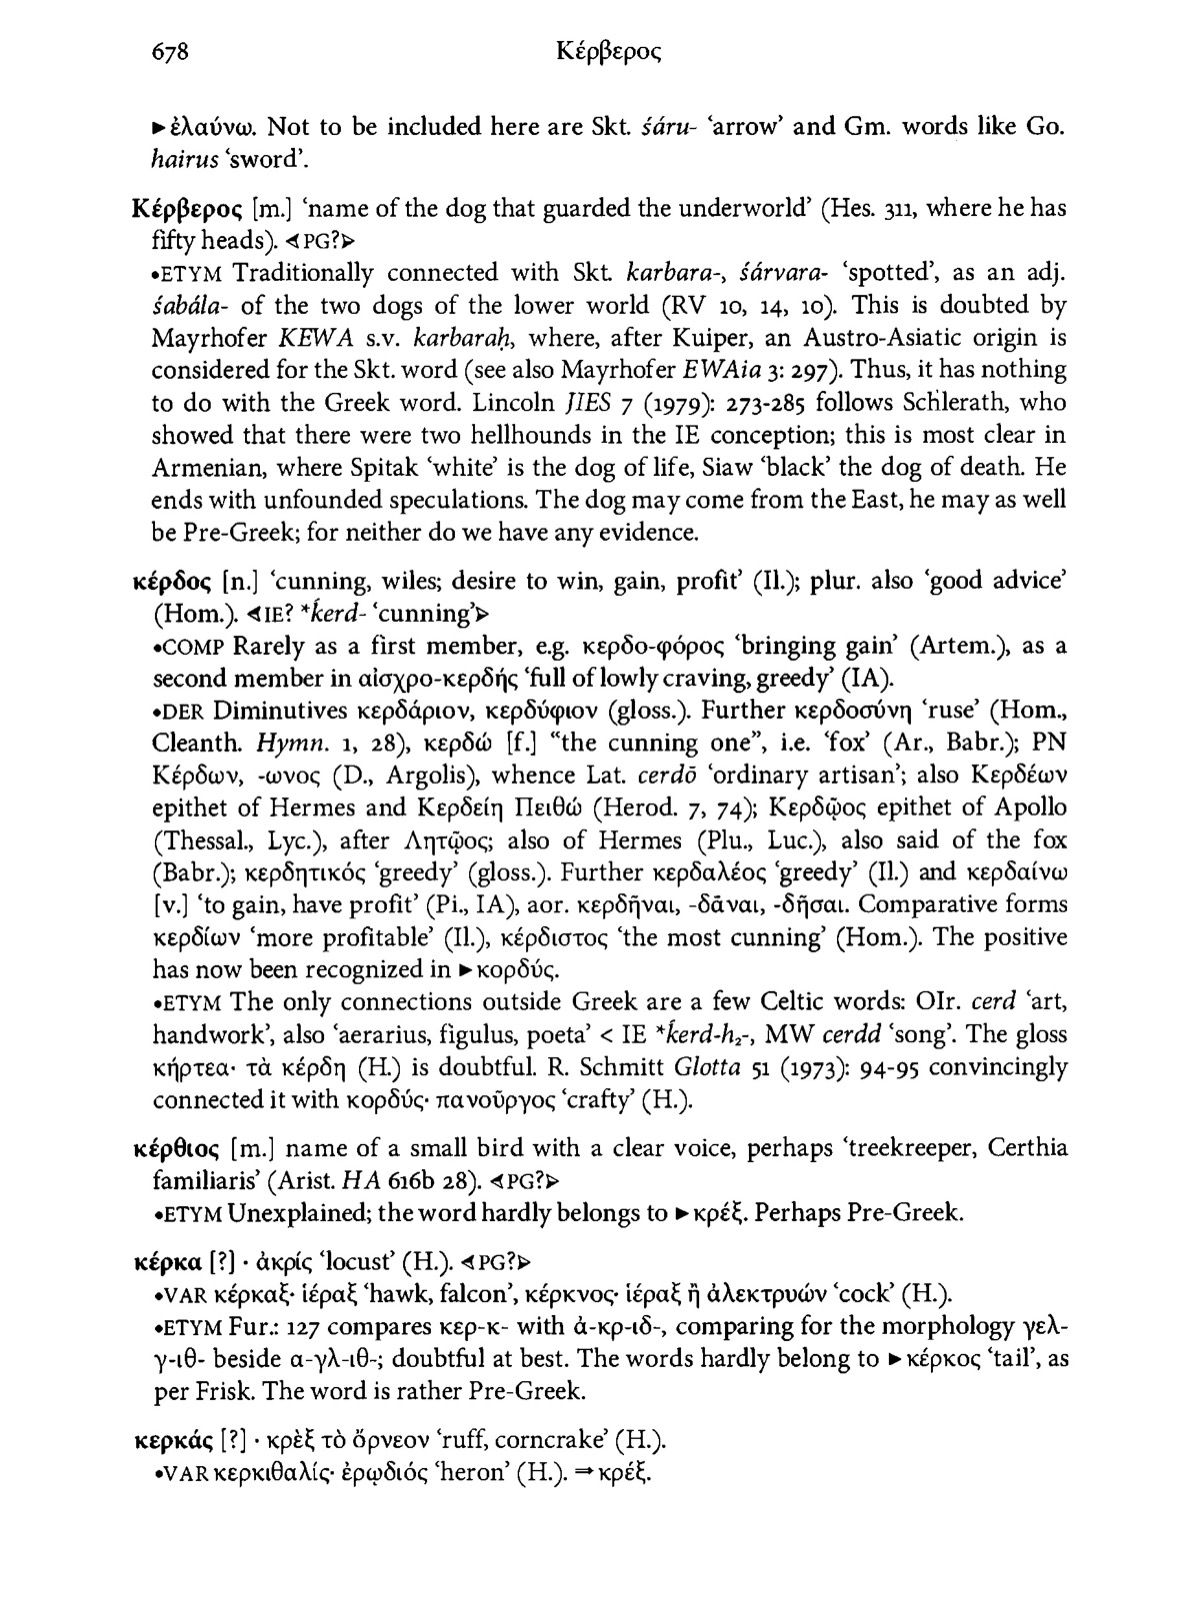 678 Κέρβερος
►ἐλαύνω. Not to be included here are Skt. śáru- ‘arrow’ and Gm. words like Go.
hairus ‘sword’.
Κέρβερος [m.] ‘name of the dog that guarded the underworld’ (Hes. 311, where he has
fifty heads). ⋖PG?⋗
•ETYM Traditionally connected with Skt. karbara-, śárvara- ‘spotted’, as an adj.
śabála- of the two dogs of the lower world (RV 10, 14, 10). This is doubted by
Mayrhofer KEWA s.v. karbaraḥ, where, after Kuiper, an Austro-Asiatic origin is
considered for the Skt. word (see also Mayrhofer EWAia 3: 297). Thus, it has nothing
to do with the Greek word. Lincoln JIES 7 (1979): 273-285 follows Schlerath, who
showed that there were two hellhounds in the IE conception; this is most clear in
Armenian, where Spitak ‘white’ is the dog of life, Siaw ‘black’ the dog of death. He
ends with unfounded speculations. The dog may come from the East, he may as well
be Pre-Greek; for neither do we have any evidence.
κέρδος [n.] ‘cunning, wiles; desire to win, gain, profit’ (Il.); plur. also ‘good advice’
(Hom.). ⋖IE? *ḱerd- ‘cunning’⋗
•COMP Rarely as a first member, e.g. κερδο-φόρος ‘bringing gain’ (Artem.), as a
second member in αἰσχρο-κερδής ‘full of lowly craving, greedy’ (IA).
•DER Diminutives κερδάριον, κερδύφιον (gloss.). Further κερδοσύνη ‘ruse’ (Hom.,
Cleanth. Hymn. 1, 28), κερδώ [f.] “the cunning one”, i.e. ‘fox’ (Ar., Babr.); PN
Κέρδων, -ωνος (D., Argolis), whence Lat. cerdō ‘ordinary artisan’; also Κερδέων
epithet of Hermes and Κερδείη Πειθώ (Herod. 7, 74); Κερδῷος epithet of Apollo
(Thessal., Lyc.), after Λητῷος; also of Hermes (Plu., Luc.), also said of the fox
(Babr.); κερδητικός ‘greedy’ (gloss.). Further κερδαλέος ‘greedy’ (Il.) and κερδαίνω
[v.] ‘to gain, have profit’ (Pi., IA), aor. κερδῆναι, -δᾶναι, -δῆσαι. Comparative forms
κερδίων ‘more profitable’ (Il.), κέρδιστος ‘the most cunning’ (Hom.). The positive
has now been recognized in ►κορδύς.
•ETYM The only connections outside Greek are a few Celtic words: OIr. cerd ‘art,
handwork’, also ‘aerarius, figulus, poeta’ < IE *ḱerd-h₂-, MW cerdd ‘song’. The gloss
κήρτεα· τὰ κέρδη (H.) is doubtful. R. Schmitt Glotta 51 (1973): 94-95 convincingly
connected it with κορδύς· πανοῦργος ‘crafty’ (H.).
κέρθιος [m.] name of a small bird with a clear voice, perhaps ‘treekreeper, Certhia
familiaris’ (Arist. HA 616b 28). ⋖PG?⋗
•ETYM Unexplained; the word hardly belongs to ►κρέξ. Perhaps Pre-Greek.
κέρκα [?] · ἀκρίς ‘locust’ (H.). ⋖PG?⋗
•VAR κέρκαξ· ἱέραξ ‘hawk, falcon’, κέρκνος· ἱέραξ ἢ ἀλεκτρυών ‘cock’ (H.).
•ETYM Fur.: 127 compares κερ-κ- with ἀ-κρ-ιδ-, comparing for the morphology γελ-
γ-ιθ- beside α-γλ-ιθ-; doubtful at best. The words hardly belong to ►κέρκος ‘tail’, as
per Frisk. The word is rather Pre-Greek.
κερκάς [?] · κρὲξ τὸ ὄρνεον ‘ruff, corncrake’ (H.).
•VAR κερκιθαλίς· ἐρῳδιός ‘heron’ (H.). ⇒κρέξ.